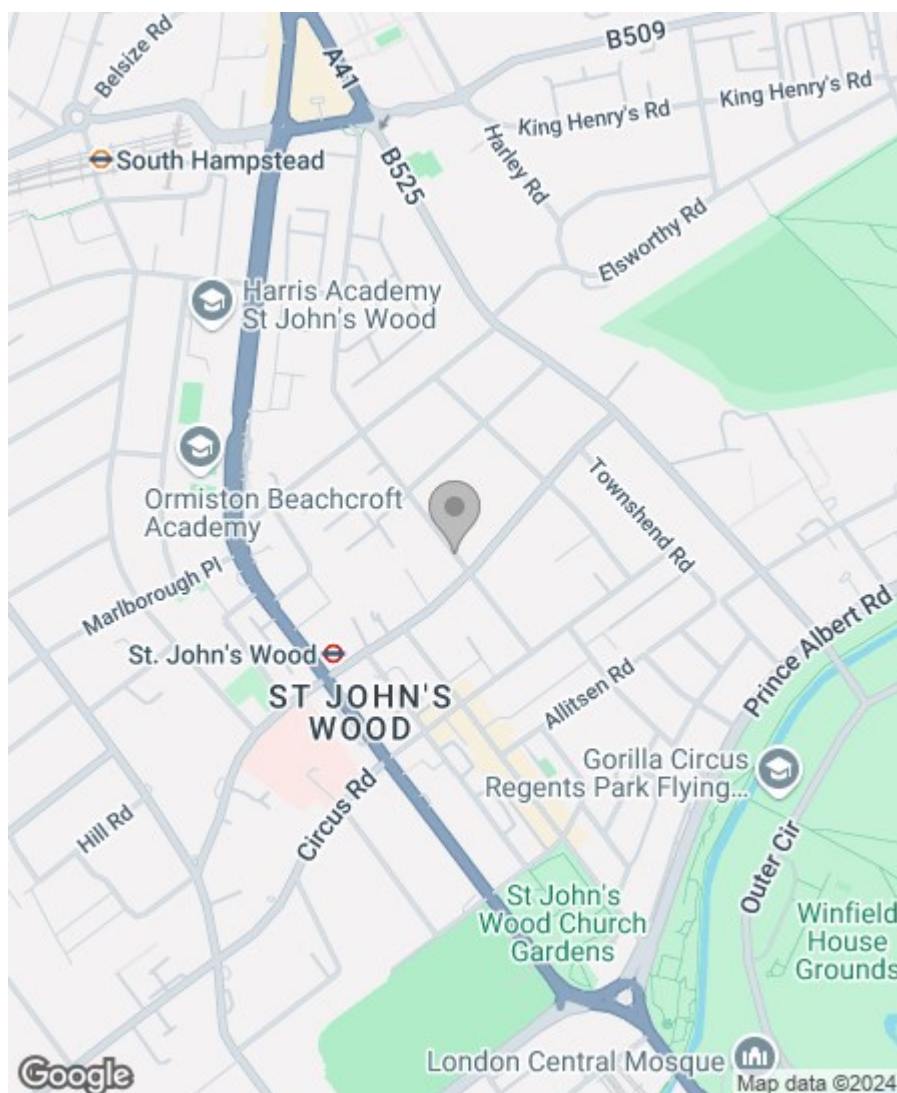 Belsize Rd
A41
B509
King Henry's Rd
King Henry's Rd
South Hampstead
B525
Harley Rd
Elsworthy Rd
Harris Academy
St John's Wood
Ormiston Beachcroft
Academy
Townshend Rd
Marlborough Pl
Prince Albert Rd
St. John's Wood
ST JOHN'S
WOOD
Allitsen Rd
Gorilla Circus
Regents Park Flying...
Circus Rd
Hill Rd
Outer Cir
St John's
Wood Church
Gardens
Winfield
House
Grounds
London Central Mosque
Google
Map data ©2024